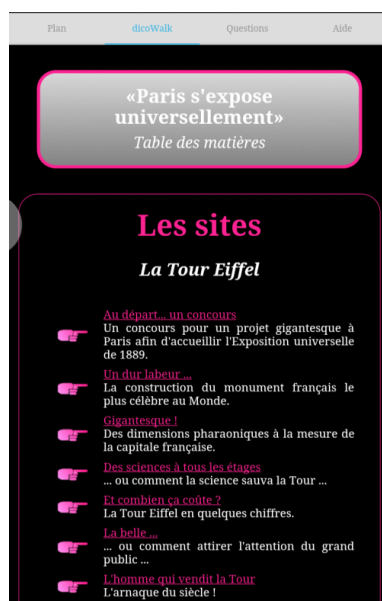 Plan dicoWalk Questions Aide
«Paris s'expose
universellement»
Table des matières
Les sites
La Tour Eiffel
Au départ... un concours
Un concours pour un projet gigantesque à
Paris afin d'accueillir l'Exposition universelle
de 1889.
Un dur labeur ...
La construction du monument français le
plus célèbre au Monde.
Gigantesque !
Des dimensions pharaoniques à la mesure de
la capitale française.
Des sciences à tous les étages
... ou comment la science sauva la Tour ...
Et combien ça coûte ?
La Tour Eiffel en quelques chiffres.
La belle ...
... ou comment attirer l'attention du grand
public ...
L'homme qui vendit la Tour
L'arnaque du siècle !